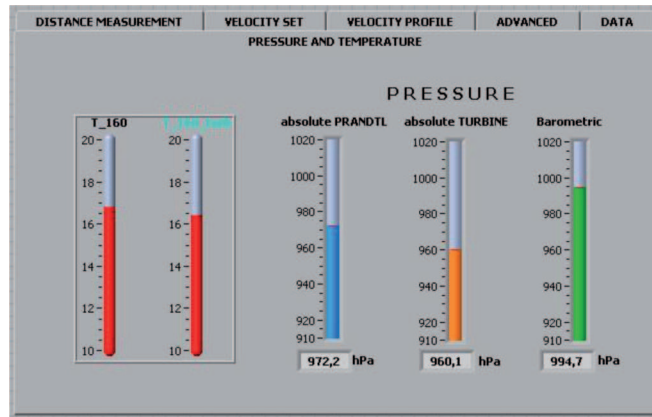 DISTANCE MEASUREMENT VELOCITY SET VELOCITY PROFILE ADVANCED DATA
PRESSURE AND TEMPERATURE
PRESSURE
T_160
absolute PRANDTL absolute TURBINE Barometric
20 20 1020 1020 1020
18 18 1000 1000 1000
16 16 980 980 980
14 14 960 960 960
12 12 940 940 940
10 10 920 920 920
910 910 910
972,2 hPa 960,1 hPa 994,7 hPa